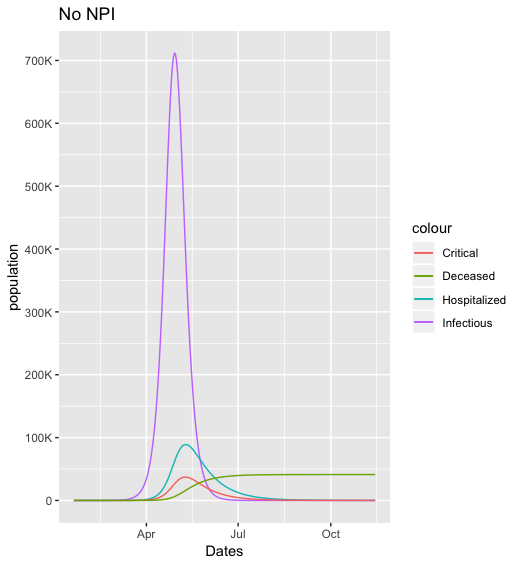 No NPI
700K
600K
500K
400K
300K
200K
100K
0
population
Apr
Jul
Oct
Dates
colour
Critical
Deceased
Hospitalized
Infectious